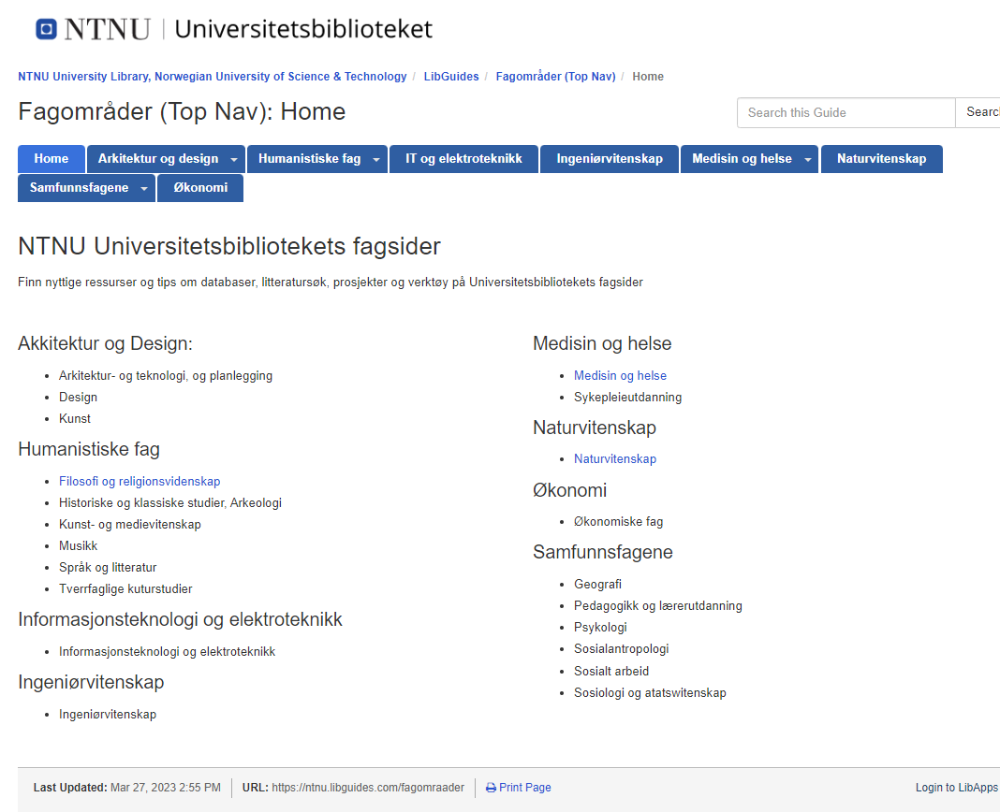 NTNU | Universitetsbiblioteket
NTNU University Library, Norwegian University of Science & Technology / LibGuides / Fagområder (Top Nav) / Home
Fagområder (Top Nav): Home
Search this Guide
Search
Home
Arkitektur og design
Humanistiske fag
IT og elektroteknikk
Ingeniørvitenskap
Medisin og helse
Naturvitenskap
Samfunnsfagene
Økonomi
NTNU Universitetsbibliotekets fagsider
Finn nyttige ressurser og tips om databaser, litteratursøk, prosjekter og verktøy på Universitetsbibliotekets fagsider
Akkitektur og Design:
Arkitektur- og teknologi, og planlegging
Design
Kunst
Humanistiske fag
Filosofi og religionsvidenskap
Historiske og klassiske studier, Arkeologi
Kunst- og medievitenskap
Musikk
Språk og litteratur
Tverrfaglige kuturstudier
Informasjonsteknologi og elektroteknikk
Informasjonsteknologi og elektroteknikk
Ingeniørvitenskap
Ingeniørvitenskap
Medisin og helse
Medisin og helse
Sykepleieutdanning
Naturvitenskap
Naturvitenskap
Økonomi
Økonomiske fag
Samfunnsfagene
Geografi
Pedagogikk og lærerutdanning
Psykologi
Sosialantropologi
Sosialt arbeid
Sosiologi og atatswitenskap
Last Updated: Mar 27, 2023 2:55 PM
URL: https://ntnu.libguides.com/fagomraader
Print Page
Login to LibApps